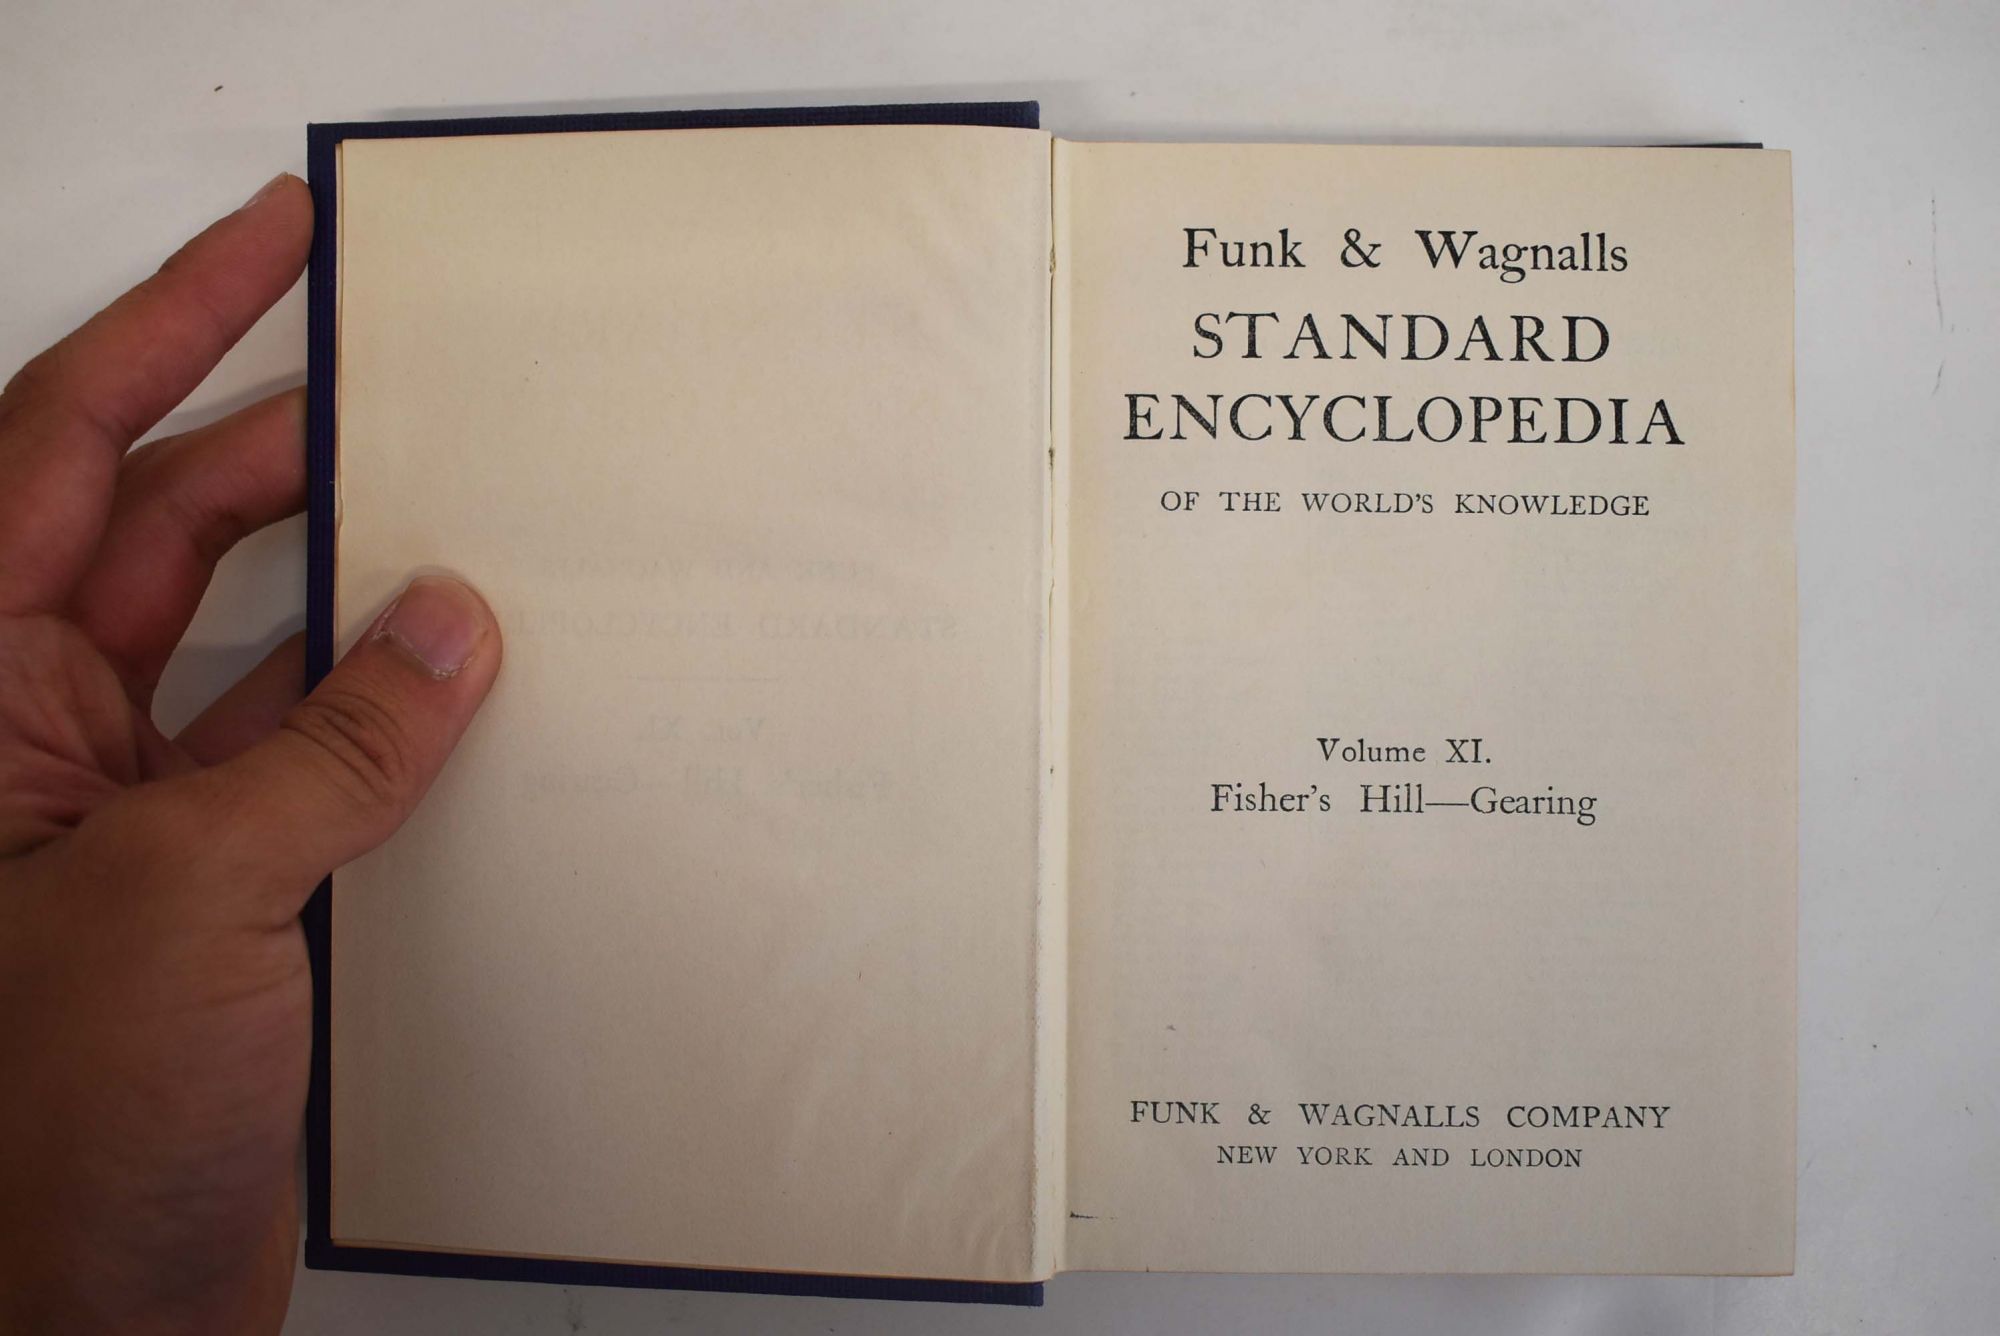 Funk & Wagnalls
STANDARD
ENCYCLOPEDIA
OF THE WORLD'S KNOWLEDGE
Volume XI.
Fisher's Hill—Gearing
FUNK & WAGNALLS COMPANY
NEW YORK AND LONDON